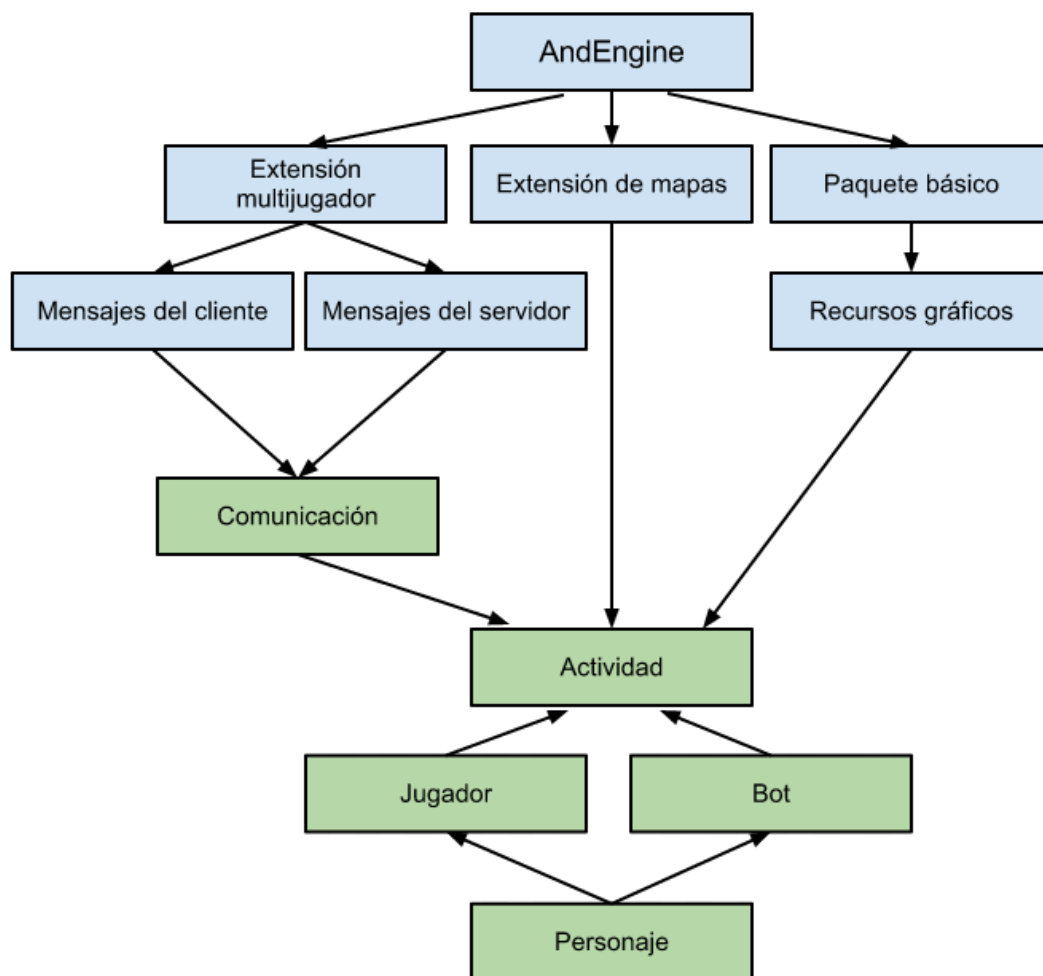 AndEngine
Extensión
multijugador
Extensión de mapas
Paquete básico
Mensajes del cliente
Mensajes del servidor
Recursos gráficos
Comunicación
Actividad
Jugador
Bot
Personaje